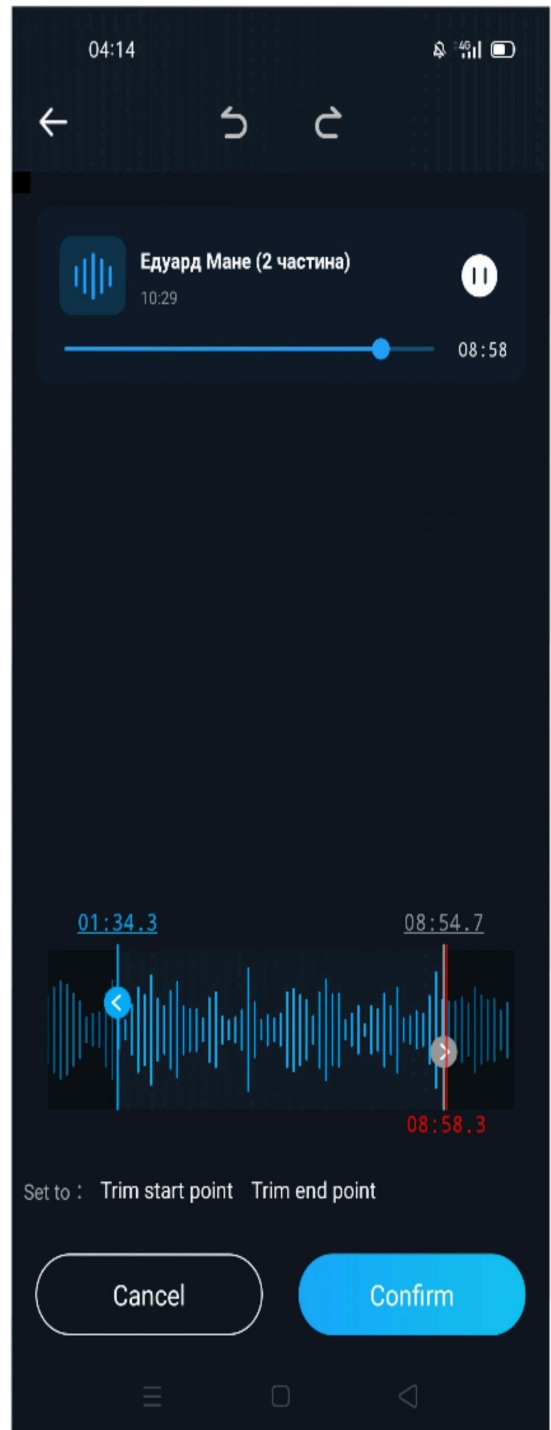 04:14 4G
Едуард Мане (2 частина)
10:29
08:58
01:34.3 08:54.7
08:58.3
Set to : Trim start point Trim end point
Cancel Confirm